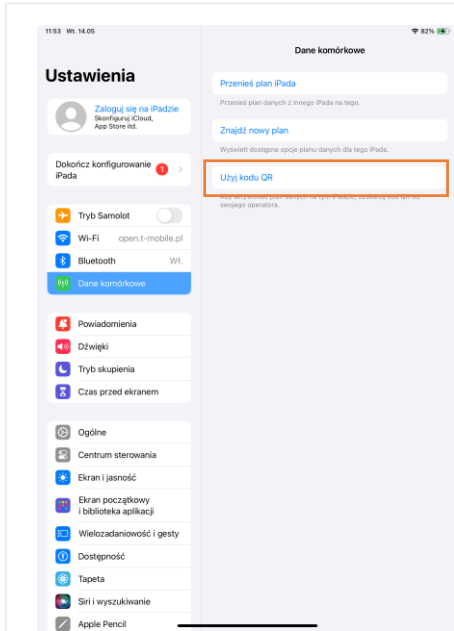 11:53 Wt. 14.05
82%
Dane komórkowe
Ustawienia
Zaloguj się na iPadzie
Skonfiguruj iCloud,
App Store itd.
Dokończ konfigurowanie
iPada
1
Tryb Samolot
Wi-Fi open.t-mobile.pl
Bluetooth Wł.
Dane komórkowe
Powiadomienia
Dźwięki
Tryb skupienia
Czas przed ekranem
Ogólne
Centrum sterowania
Ekran i jasność
Ekran początkowy
i biblioteka aplikacji
Wielozadaniowość i gesty
Dostępność
Tapeta
Siri i wyszukiwanie
Apple Pencil
Przenieś plan iPada
Przenieś plan danych z innego iPada na tego.
Znajdź nowy plan
Wyświetl dostępne opcje planu danych dla tego iPada.
Użyj kodu QR
swojego operatora.